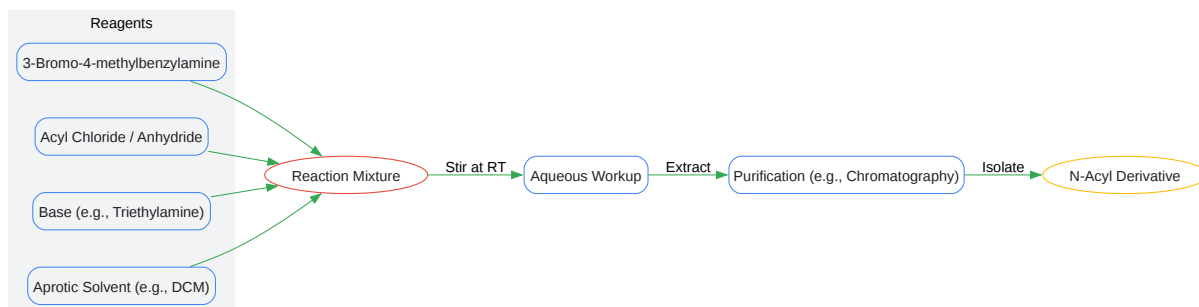 Reagents
3-Bromo-4-methylbenzylamine
Acyl Chloride / Anhydride
Base (e.g., Triethylamine)
Aprotic Solvent (e.g., DCM)
Reaction Mixture
Stir at RT
Aqueous Workup
Extract
Purification (e.g., Chromatography)
Isolate
N-Acyl Derivative